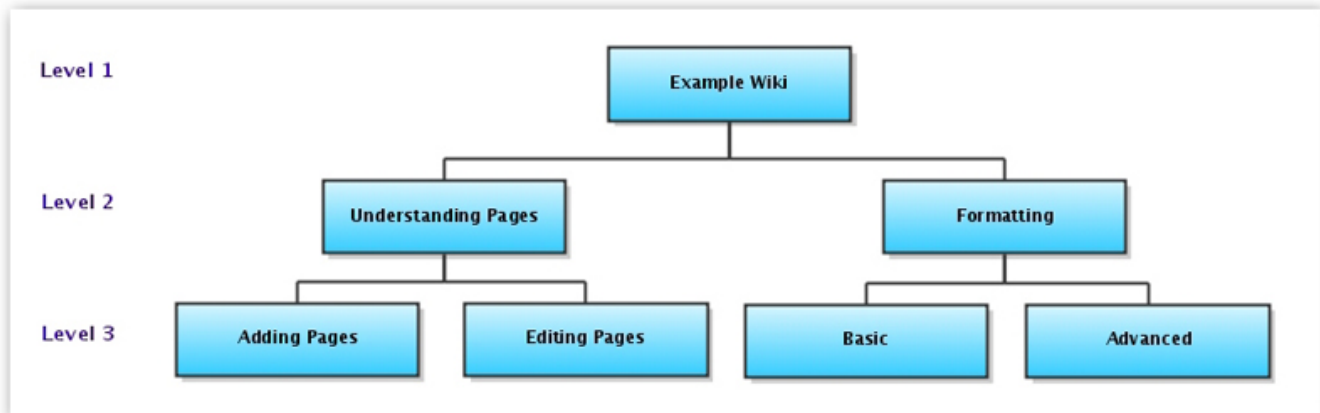 Level 1
Example Wiki
Level 2
Understanding Pages
Formatting
Level 3
Adding Pages
Editing Pages
Basic
Advanced